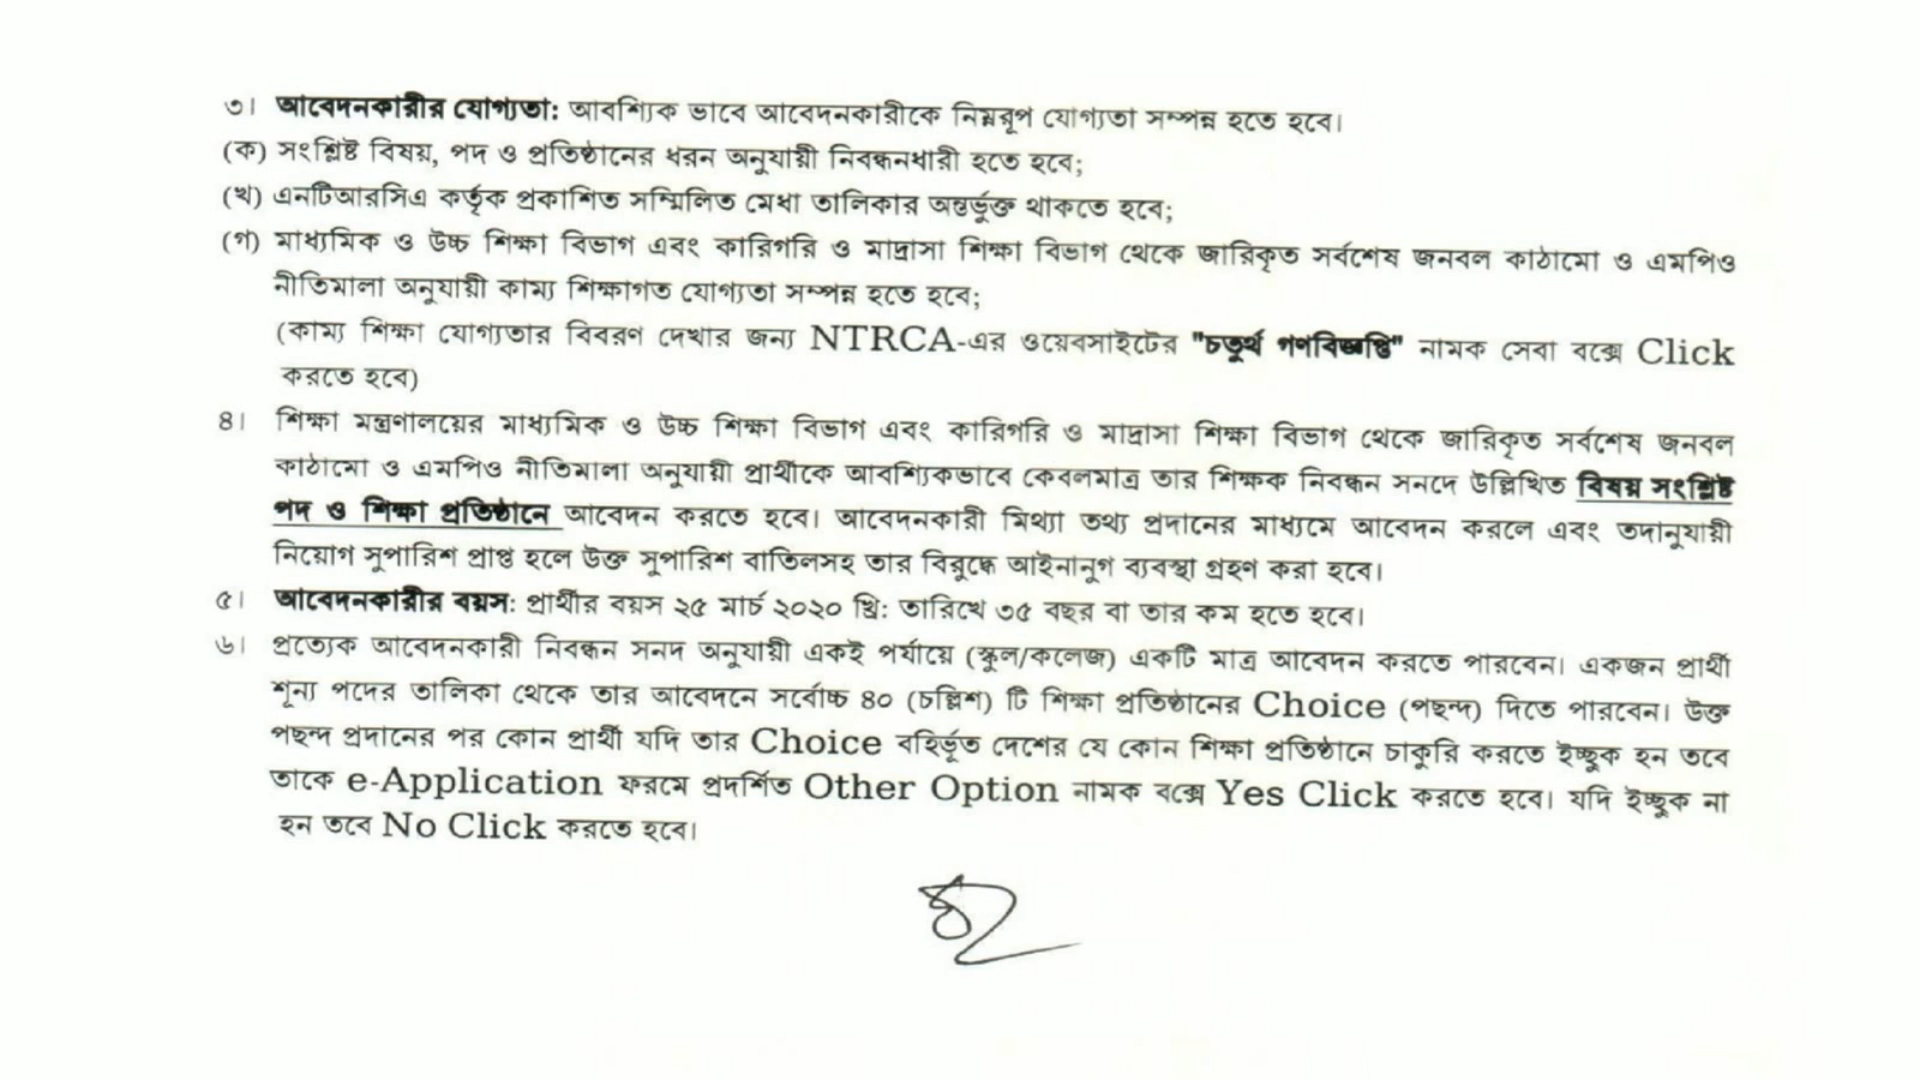 ৩। আবেদনকারীর যোগ্যতা: আবশ্যিক ভাবে আবেদনকারীকে নিম্নরূপ যোগ্যতা সম্পন্ন হতে হবে।
(ক) সংশ্লিষ্ট বিষয়, পদ ও প্রতিষ্ঠানের ধরন অনুযায়ী নিবন্ধনধারী হতে হবে;
(খ) এনটিআরসিএ কর্তৃক প্রকাশিত সম্মিলিত মেধা তালিকার অন্তর্ভুক্ত থাকতে হবে;
(গ) মাধ্যমিক ও উচ্চ শিক্ষা বিভাগ এবং কারিগরি ও মাদ্রাসা শিক্ষা বিভাগ থেকে জারিকৃত সর্বশেষ জনবল কাঠামো ও এমপিও
নীতিমালা অনুযায়ী কাম্য শিক্ষাগত যোগ্যতা সম্পন্ন হতে হবে;
(কাম্য শিক্ষা যোগ্যতার বিবরণ দেখার জন্য NTRCA-এর ওয়েবসাইটের "চতুর্থ গণবিজ্ঞপ্তি" নামক সেবা বক্সে Click
করতে হবে)
৪। শিক্ষা মন্ত্রণালয়ের মাধ্যমিক ও উচ্চ শিক্ষা বিভাগ এবং কারিগরি ও মাদ্রাসা শিক্ষা বিভাগ থেকে জারিকৃত সর্বশেষ জনবল
কাঠামো ও এমপিও নীতিমালা অনুযায়ী প্রার্থীকে আবশ্যিকভাবে কেবলমাত্র তার শিক্ষক নিবন্ধন সনদে উল্লিখিত বিষয় সংশ্লিষ্ট
পদ ও শিক্ষা প্রতিষ্ঠানে আবেদন করতে হবে। আবেদনকারী মিথ্যা তথ্য প্রদানের মাধ্যমে আবেদন করলে এবং তদানুযায়ী
নিয়োগ সুপারিশ প্রাপ্ত হলে উক্ত সুপারিশ বাতিলসহ তার বিরুদ্ধে আইনানুগ ব্যবস্থা গ্রহণ করা হবে।
৫। আবেদনকারীর বয়স: প্রার্থীর বয়স ২৫ মার্চ ২০২০ খ্রি: তারিখে ৩৫ বছর বা তার কম হতে হবে।
৬। প্রত্যেক আবেদনকারী নিবন্ধন সনদ অনুযায়ী একই পর্যায়ে (স্কুল/কলেজ) একটি মাত্র আবেদন করতে পারবেন। একজন প্রার্থী
শূন্য পদের তালিকা থেকে তার আবেদনে সর্বোচ্চ ৪০ (চল্লিশ) টি শিক্ষা প্রতিষ্ঠানের Choice (পছন্দ) দিতে পারবেন। উক্ত
পছন্দ প্রদানের পর কোন প্রার্থী যদি তার Choice বহির্ভূত দেশের যে কোন শিক্ষা প্রতিষ্ঠানে চাকুরি করতে ইচ্ছুক হন তবে
তাকে e-Application ফরমে প্রদর্শিত Other Option নামক বক্সে Yes Click করতে হবে। যদি ইচ্ছুক না
হন তবে No Click করতে হবে।